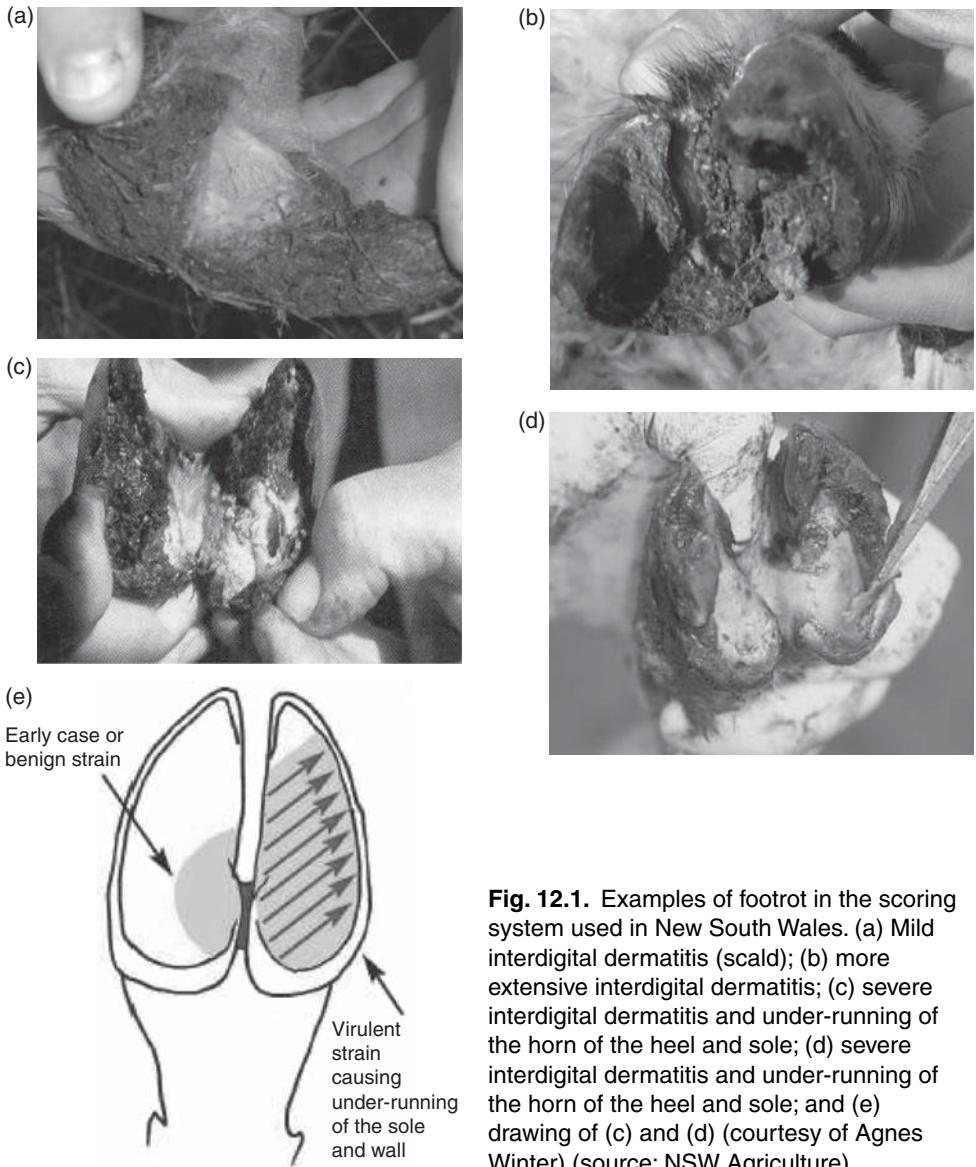 (a)
(b)
(c)
(d)
(e)
Early case or
benign strain
Virulent
strain
causing
under-running
of the sole
and wall
Fig. 12.1. Examples of footrot in the scoring
system used in New South Wales. (a) Mild
interdigital dermatitis (scald); (b) more
extensive interdigital dermatitis; (c) severe
interdigital dermatitis and under-running of
the horn of the heel and sole; (d) severe
interdigital dermatitis and under-running of
the horn of the heel and sole; and (e)
drawing of (c) and (d) (courtesy of Agnes
Winter) (source: NSW Agriculture)